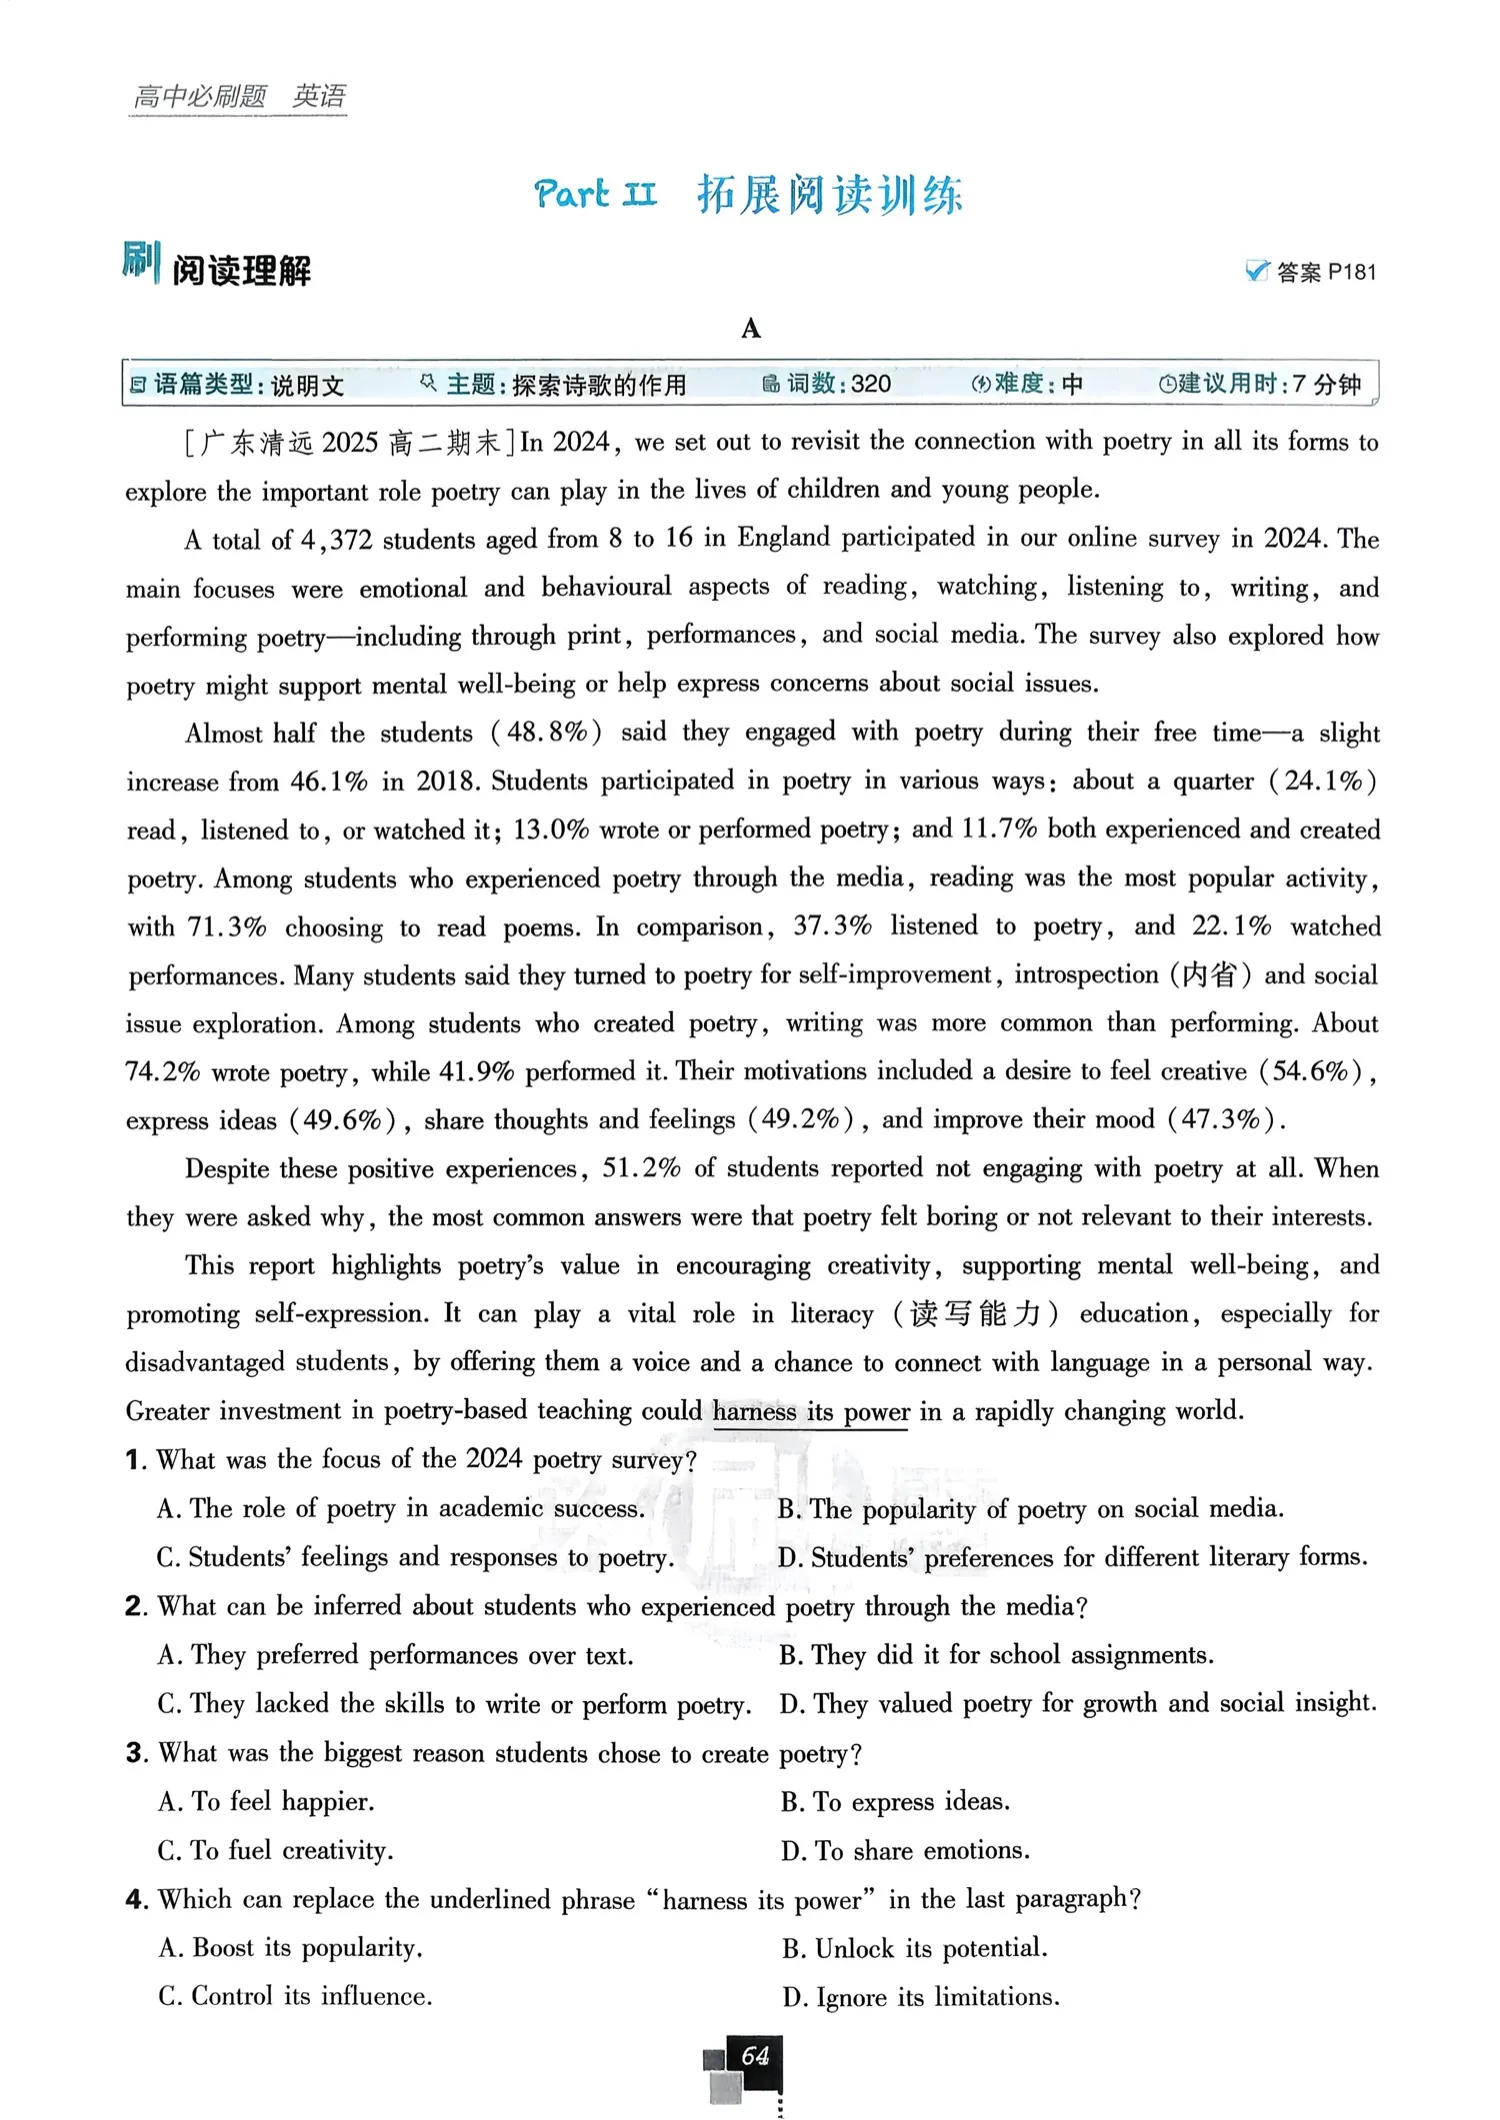 高中必刷题 英语
Part II 拓展阅读训练
刷 阅读理解
答案 P181
A
语篇类型:说明文 主题:探索诗歌的作用 词数:320 难度:中 建议用时:7 分钟
[广东清远 2025 高二期末]In 2024, we set out to revisit the connection with poetry in all its forms to
explore the important role poetry can play in the lives of children and young people.
A total of 4,372 students aged from 8 to 16 in England participated in our online survey in 2024. The
main focuses were emotional and behavioural aspects of reading, watching, listening to, writing, and
performing poetry—including through print, performances, and social media. The survey also explored how
poetry might support mental well-being or help express concerns about social issues.
Almost half the students (48.8%) said they engaged with poetry during their free time—a slight
increase from 46.1% in 2018. Students participated in poetry in various ways: about a quarter (24.1%)
read, listened to, or watched it; 13.0% wrote or performed poetry; and 11.7% both experienced and created
poetry. Among students who experienced poetry through the media, reading was the most popular activity,
with 71.3% choosing to read poems. In comparison, 37.3% listened to poetry, and 22.1% watched
performances. Many students said they turned to poetry for self-improvement, introspection (内省) and social
issue exploration. Among students who created poetry, writing was more common than performing. About
74.2% wrote poetry, while 41.9% performed it. Their motivations included a desire to feel creative (54.6%),
express ideas (49.6%), share thoughts and feelings (49.2%), and improve their mood (47.3%).
Despite these positive experiences, 51.2% of students reported not engaging with poetry at all. When
they were asked why, the most common answers were that poetry felt boring or not relevant to their interests.
This report highlights poetry's value in encouraging creativity, supporting mental well-being, and
promoting self-expression. It can play a vital role in literacy (读写能力) education, especially for
disadvantaged students, by offering them a voice and a chance to connect with language in a personal way.
Greater investment in poetry-based teaching could harness its power in a rapidly changing world.
1. What was the focus of the 2024 poetry survey?
A. The role of poetry in academic success. B. The popularity of poetry on social media.
C. Students' feelings and responses to poetry. D. Students' preferences for different literary forms.
2. What can be inferred about students who experienced poetry through the media?
A. They preferred performances over text. B. They did it for school assignments.
C. They lacked the skills to write or perform poetry. D. They valued poetry for growth and social insight.
3. What was the biggest reason students chose to create poetry?
A. To feel happier. B. To express ideas.
C. To fuel creativity. D. To share emotions.
4. Which can replace the underlined phrase “harness its power” in the last paragraph?
A. Boost its popularity. B. Unlock its potential.
C. Control its influence. D. Ignore its limitations.
64